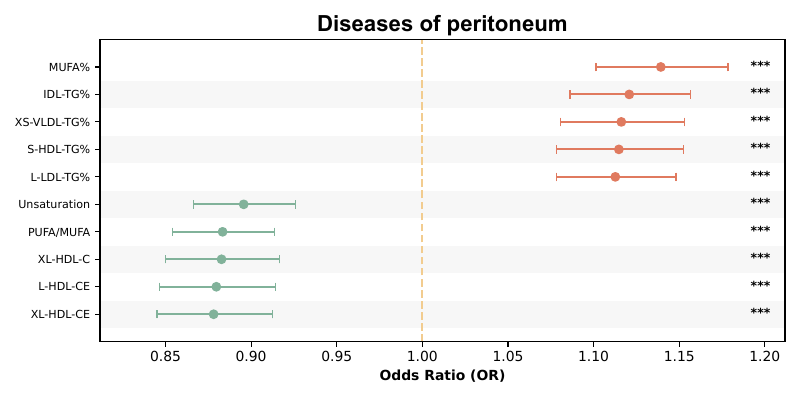 Diseases of peritoneum
MUFA% ***
IDL-TG% ***
XS-VLDL-TG% ***
S-HDL-TG% ***
L-LDL-TG% ***
Unsaturation ***
PUFA/MUFA ***
XL-HDL-C ***
L-HDL-CE ***
XL-HDL-CE ***
0.85 0.90 0.95 1.00 1.05 1.10 1.15 1.20
Odds Ratio (OR)